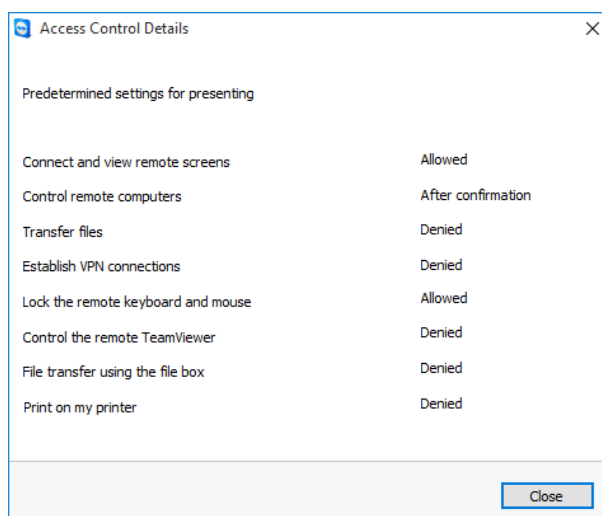 Access Control Details
Predetermined settings for presenting
Connect and view remote screens Allowed
Control remote computers After confirmation
Transfer files Denied
Establish VPN connections Denied
Lock the remote keyboard and mouse Allowed
Control the remote TeamViewer Denied
File transfer using the file box Denied
Print on my printer Denied
Close